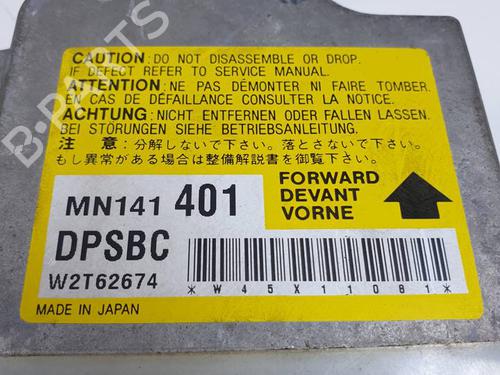 CAUTION: DO NOT DISASSEMBLE OR DROP.
IF DEFECT REFER TO SERVICE MANUAL.
ATTENTION: NE PAS DÉMONTER NI FAIRE TOMBER.
EN CAS DE DÉFAILLANCE CONSULTER LA NOTICE.
ACHTUNG: NICHT ENTFERNEN ODER FALLEN LASSEN.
BEI STÖRUNGEN SIEHE BETRIEBSANLEITUNG.
注 意: 分解しないで下さい。落とさないで下さい。
もし異常がある場合は整備解説書を御覧下さい。
MN141 401
FORWARD
DEVANT
VORNE
DPSBC
W2T62674
*W45X11081*
MADE IN JAPAN
B-PARTS